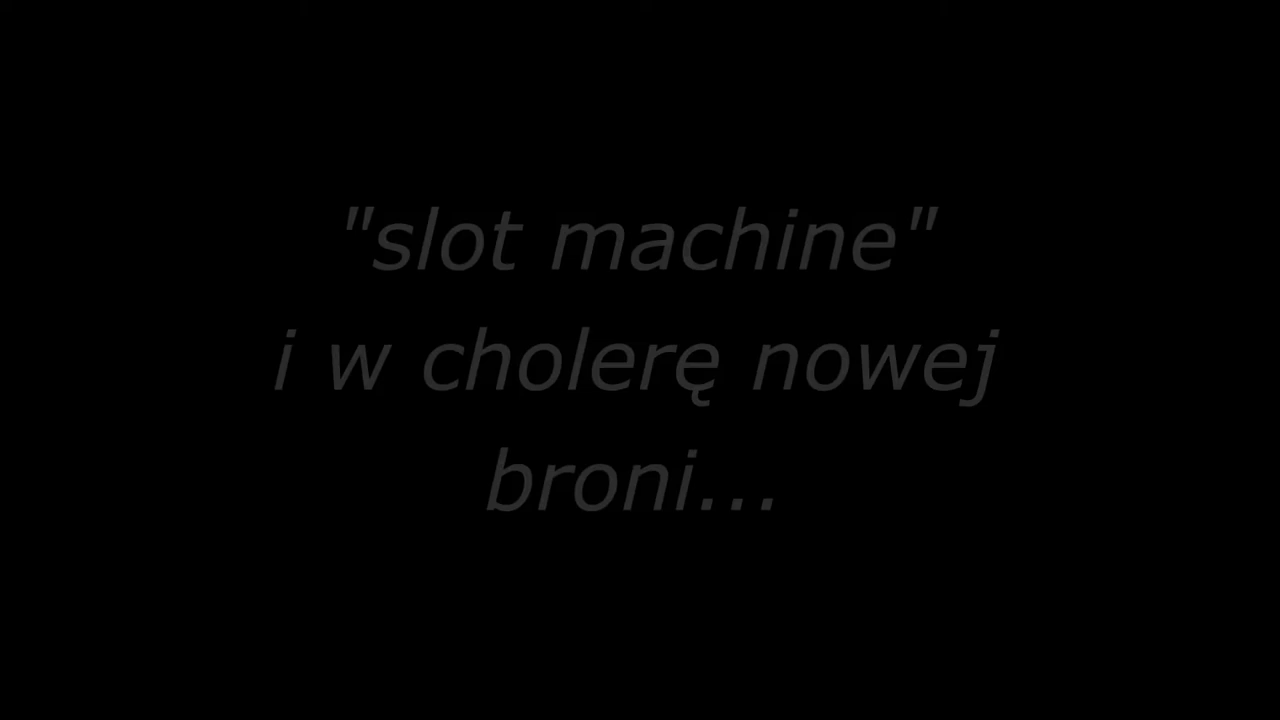 "slot machine"
i w cholerę nowej
broni...